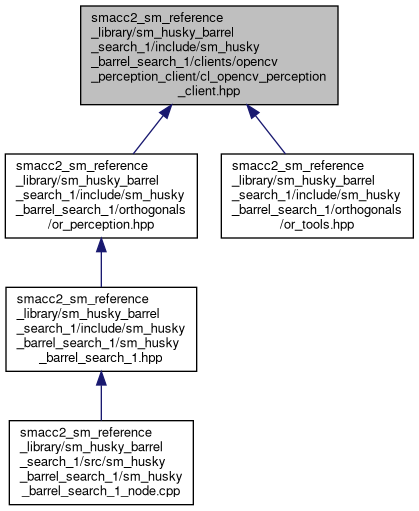 smacc2_sm_reference
_library/sm_husky_barrel
_search_1/include/sm_husky
_barrel_search_1/clients/opencv
_perception_client/cl_opencv_perception
_client.hpp
smacc2_sm_reference
_library/sm_husky_barrel
_search_1/include/sm_husky
_barrel_search_1/orthogonals
/or_perception.hpp
smacc2_sm_reference
_library/sm_husky_barrel
_search_1/include/sm_husky
_barrel_search_1/orthogonals
/or_tools.hpp
smacc2_sm_reference
_library/sm_husky_barrel
_search_1/include/sm_husky
_barrel_search_1/sm_husky
_barrel_search_1.hpp
smacc2_sm_reference
_library/sm_husky_barrel
_search_1/src/sm_husky
_barrel_search_1/sm_husky
_barrel_search_1_node.cpp